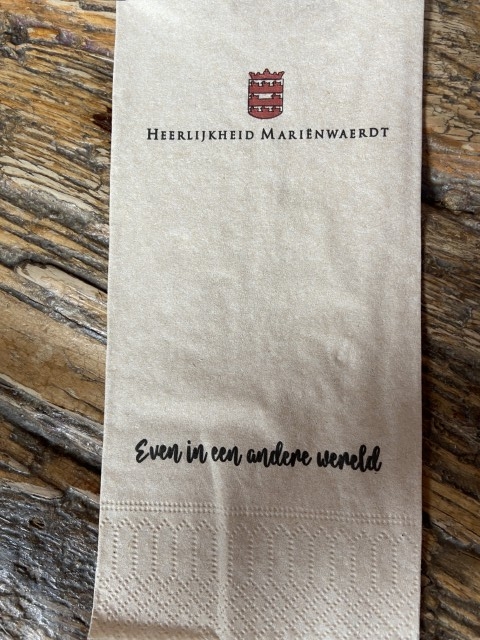 HEERLIJKHEID MARIËNWAERDT
Even in een andere wereld